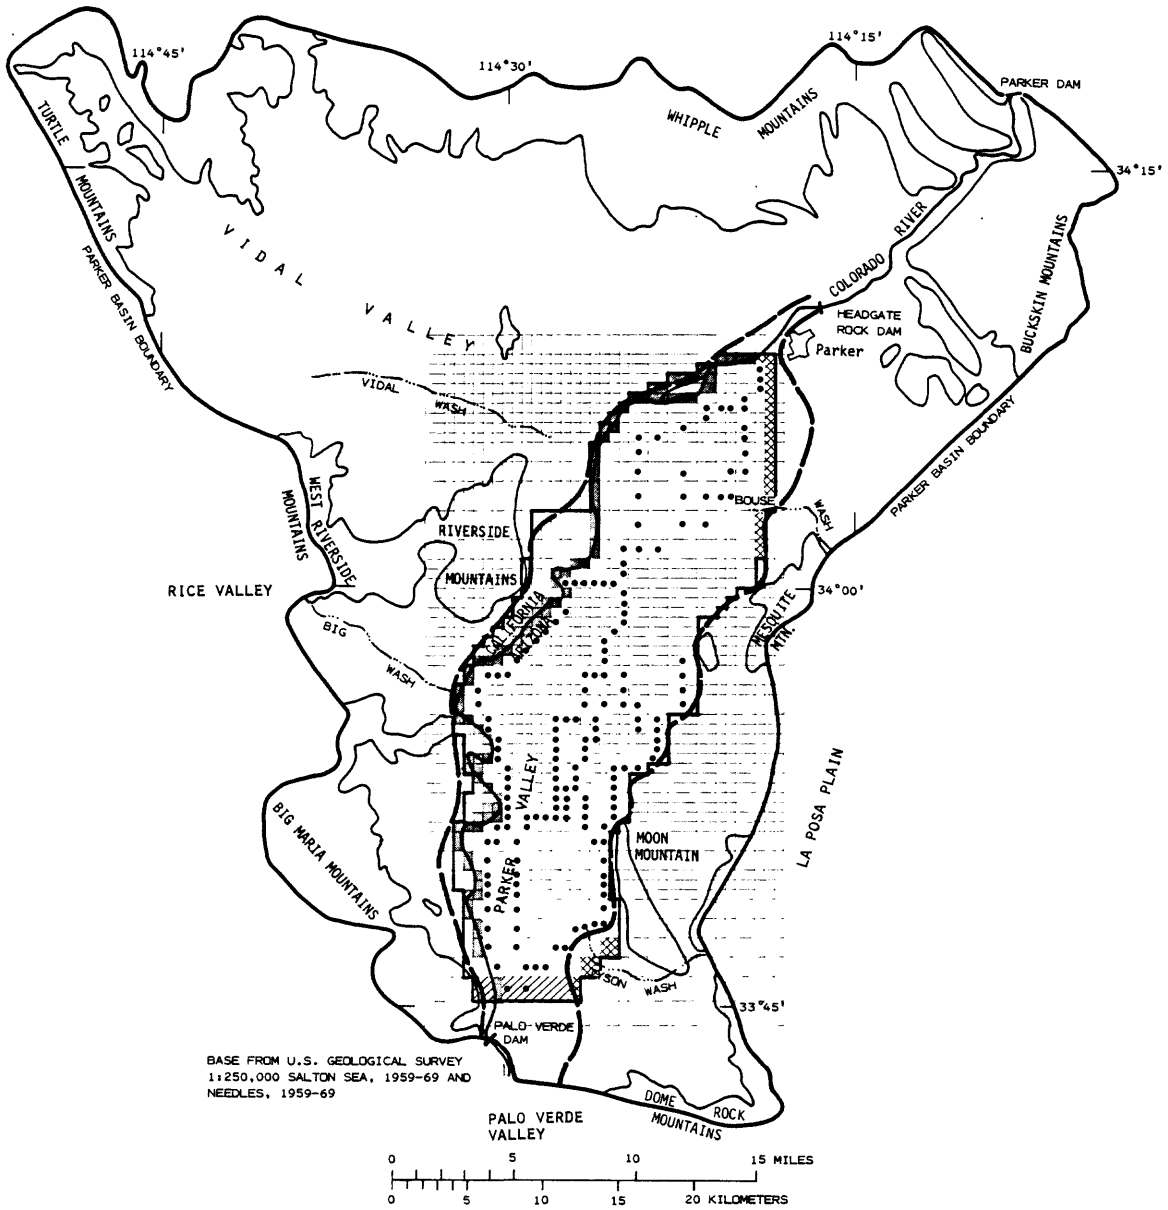 114°45'
114°30'
114°15'
PARKER DAM
WHIPPLE
MOUNTAINS
TURTLE
MOUNTAINS
34°15'
COLORADO
RIVER
BUCKSKIN MOUNTAINS
VIDAL
VALLEY
PARKER BASIN BOUNDARY
HEADGATE
ROCK DAM
Parker
VIDAL
WASH
PARKER BASIN BOUNDARY
WEST RIVERSIDE
MOUNTAINS
BOUSE
WASH
RIVERSIDE
MOUNTAINS
RICE VALLEY
34°00'
MESQUITE
MTN.
CALIFORNIA
ARIZONA
BIG
WASH
PARKER
VALLEY
LA POSA PLAIN
BIG MARIA MOUNTAINS
MOON
MOUNTAIN
YSON
WASH
33°45'
PALO VERDE
DAM
BASE FROM U.S. GEOLOGICAL SURVEY
1:250,000 SALTON SEA, 1959-69 AND
NEEDLES, 1959-69
DOME ROCK
MOUNTAINS
PALO VERDE
VALLEY
0 5 10 15 MILES
0 5 10 15 20 KILOMETERS